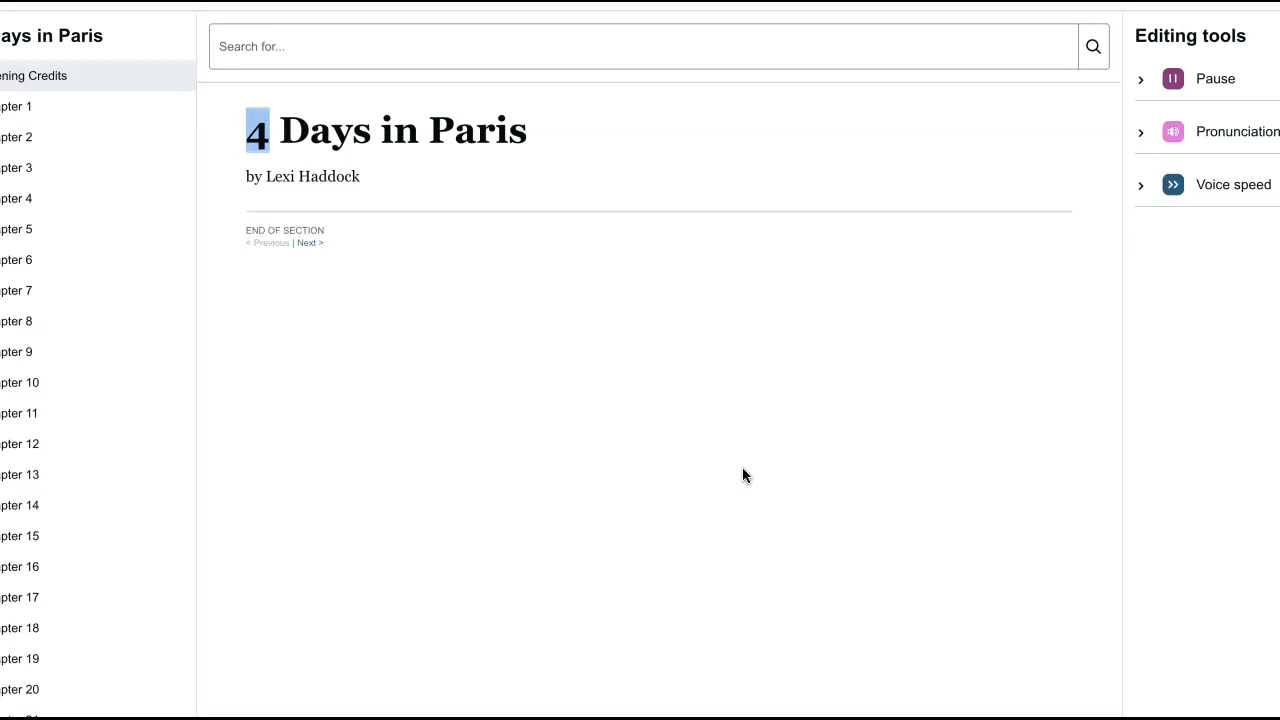 ays in Paris
ening Credits
pter 1
pter 2
pter 3
pter 4
pter 5
pter 6
pter 7
pter 8
pter 9
pter 10
pter 11
pter 12
pter 13
pter 14
pter 15
pter 16
pter 17
pter 18
pter 19
pter 20
Search for...
4 Days in Paris
by Lexi Haddock
END OF SECTION
< Previous | Next >
Editing tools
Pause
Pronunciation
Voice speed